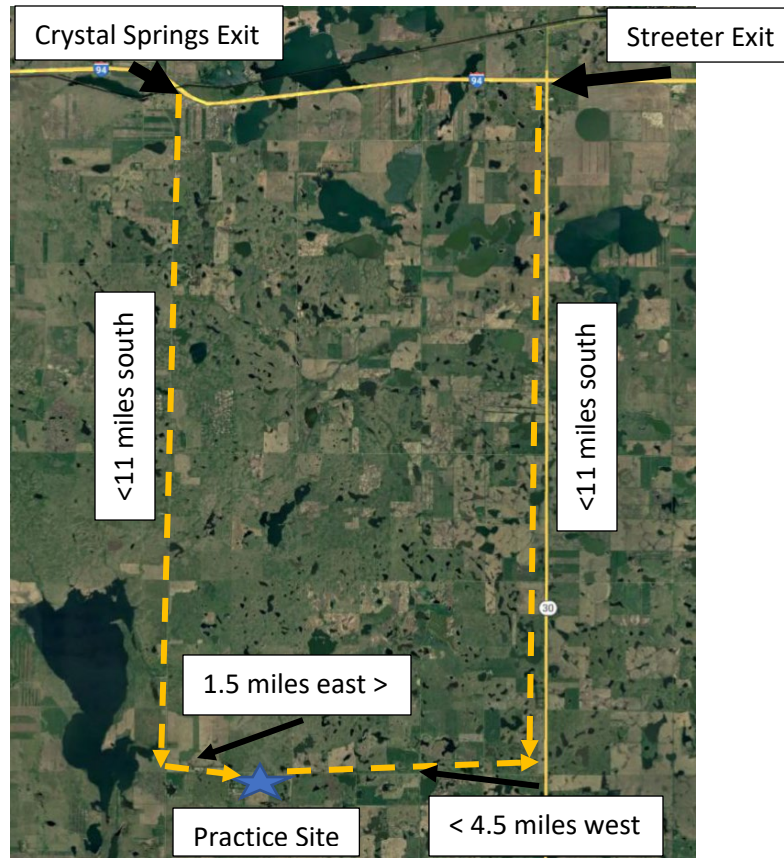 Crystal Springs Exit
Streeter Exit
94
94
<11 miles south
<11 miles south
30
1.5 miles east >
< 4.5 miles west
Practice Site